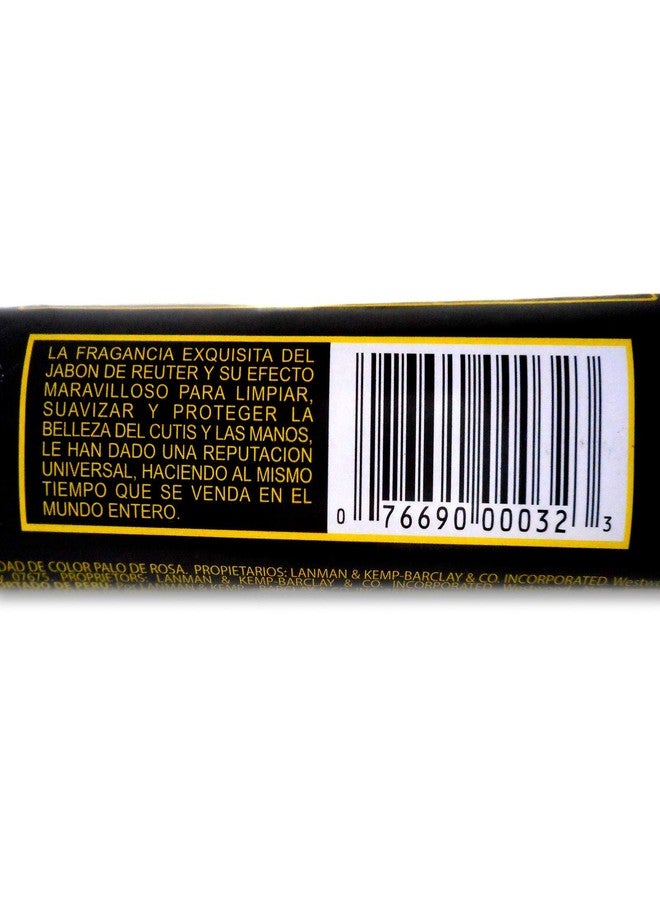 LA FRAGANCIA EXQUISITA DEL
JABON DE REUTER Y SU EFECTO
MARAVILLOSO PARA LIMPIAR,
SUAVIZAR Y PROTEGER LA
BELLEZA DEL CUTIS Y LAS MANOS,
LE HAN DADO UNA REPUTACION
UNIVERSAL, HACIENDO AL MISMO
TIEMPO QUE SE VENDA EN EL
MUNDO ENTERO.
0 76690 00032 3
DAD DE COLOR PALO DE ROSA. PROPIETARIOS: LANMAN & KEMP-BARCLAY & CO. INCORPORATED.
07675. PROPRIETORS: LANMAN & KEMP-BARCLAY & CO. INCORPORATED.
DE PERU.